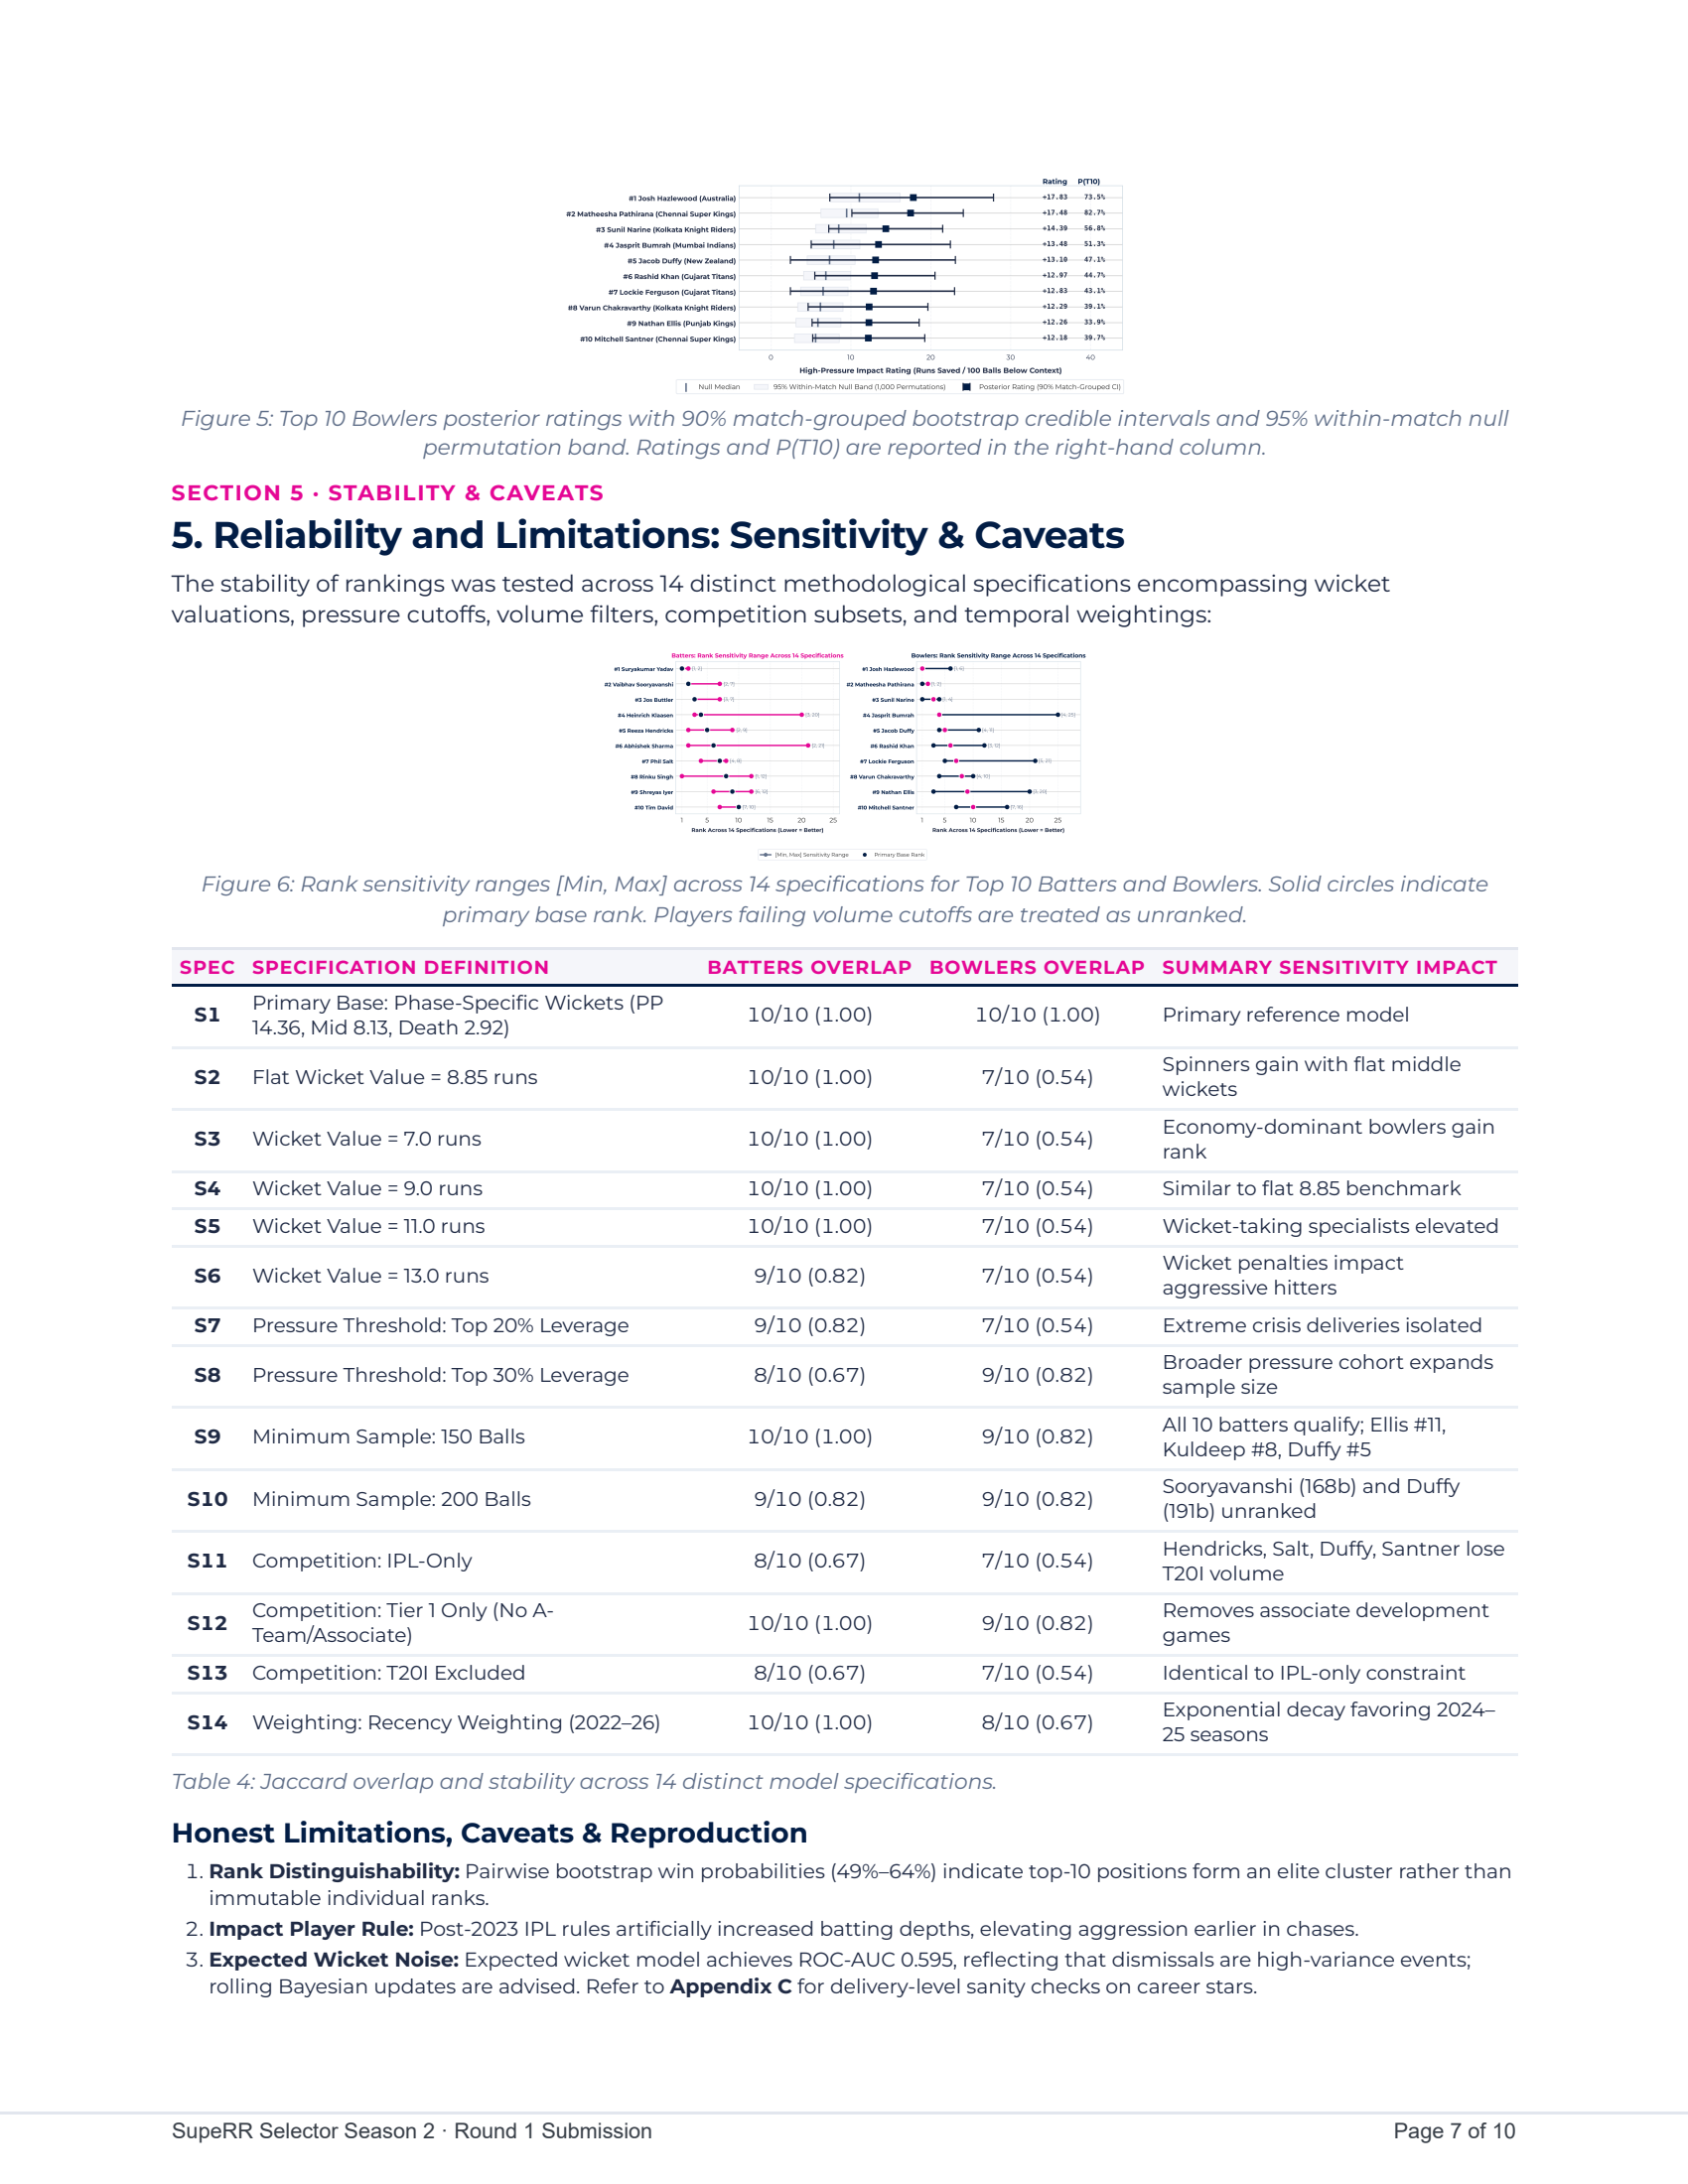 Rating P(T10)
#1 Josh Hazlewood (Australia) +17.83 73.5%
#2 Matheesha Pathirana (Chennai Super Kings) +17.48 82.7%
#3 Sunil Narine (Kolkata Knight Riders) +14.39 56.8%
#4 Jasprit Bumrah (Mumbai Indians) +13.48 51.3%
#5 Jacob Duffy (New Zealand) +13.10 47.1%
#6 Rashid Khan (Gujarat Titans) +12.97 44.7%
#7 Lockie Ferguson (Gujarat Titans) +12.83 43.1%
#8 Varun Chakravarthy (Kolkata Knight Riders) +12.29 39.1%
#9 Nathan Ellis (Punjab Kings) +12.26 33.9%
#10 Mitchell Santner (Chennai Super Kings) +12.18 39.7%
0 10 20 30 40
High-Pressure Impact Rating (Runs Saved / 100 Balls Below Context)
Null Median 95% Within-Match Null Band (1,000 Permutations) Posterior Rating (90% Match-Grouped CI)
Figure 5: Top 10 Bowlers posterior ratings with 90% match-grouped bootstrap credible intervals and 95% within-match null
permutation band. Ratings and P(T10) are reported in the right-hand column.
SECTION 5 · STABILITY & CAVEATS
5. Reliability and Limitations: Sensitivity & Caveats
The stability of rankings was tested across 14 distinct methodological specifications encompassing wicket
valuations, pressure cutoffs, volume filters, competition subsets, and temporal weightings:
Batters: Rank Sensitivity Range Across 14 Specifications
#1 Suryakumar Yadav
#2 Vaibhav Sooryavanshi
#3 Jos Buttler
#4 Heinrich Klaasen
#5 Reeza Hendricks
#6 Abhishek Sharma
#7 Phil Salt
#8 Rinku Singh
#9 Shreyas Iyer
#10 Tim David
1 5 10 15 20 25
Rank Across 14 Specifications (Lower = Better)
Bowlers: Rank Sensitivity Range Across 14 Specifications
#1 Josh Hazlewood
#2 Matheesha Pathirana
#3 Sunil Narine
#4 Jasprit Bumrah
#5 Jacob Duffy
#6 Rashid Khan
#7 Lockie Ferguson
#8 Varun Chakravarthy
#9 Nathan Ellis
#10 Mitchell Santner
1 5 10 15 20 25
Rank Across 14 Specifications (Lower = Better)
[Min, Max] Sensitivity Range Primary Base Rank
Figure 6: Rank sensitivity ranges [Min, Max] across 14 specifications for Top 10 Batters and Bowlers. Solid circles indicate
primary base rank. Players failing volume cutoffs are treated as unranked.
SPEC SPECIFICATION DEFINITION BATTERS OVERLAP BOWLERS OVERLAP SUMMARY SENSITIVITY IMPACT
S1 Primary Base: Phase-Specific Wickets (PP
14.36, Mid 8.13, Death 2.92) 10/10 (1.00) 10/10 (1.00) Primary reference model
S2 Flat Wicket Value = 8.85 runs 10/10 (1.00) 7/10 (0.54) Spinners gain with flat middle
wickets
S3 Wicket Value = 7.0 runs 10/10 (1.00) 7/10 (0.54) Economy-dominant bowlers gain
rank
S4 Wicket Value = 9.0 runs 10/10 (1.00) 7/10 (0.54) Similar to flat 8.85 benchmark
S5 Wicket Value = 11.0 runs 10/10 (1.00) 7/10 (0.54) Wicket-taking specialists elevated
S6 Wicket Value = 13.0 runs 9/10 (0.82) 7/10 (0.54) Wicket penalties impact
aggressive hitters
S7 Pressure Threshold: Top 20% Leverage 9/10 (0.82) 7/10 (0.54) Extreme crisis deliveries isolated
S8 Pressure Threshold: Top 30% Leverage 8/10 (0.67) 9/10 (0.82) Broader pressure cohort expands
sample size
S9 Minimum Sample: 150 Balls 10/10 (1.00) 9/10 (0.82) All 10 batters qualify; Ellis #11,
Kuldeep #8, Duffy #5
S10 Minimum Sample: 200 Balls 9/10 (0.82) 9/10 (0.82) Sooryavanshi (168b) and Duffy
(191b) unranked
S11 Competition: IPL-Only 8/10 (0.67) 7/10 (0.54) Hendricks, Salt, Duffy, Santner lose
T20I volume
S12 Competition: Tier 1 Only (No A-
Team/Associate) 10/10 (1.00) 9/10 (0.82) Removes associate development
games
S13 Competition: T20I Excluded 8/10 (0.67) 7/10 (0.54) Identical to IPL-only constraint
S14 Weighting: Recency Weighting (2022–26) 10/10 (1.00) 8/10 (0.67) Exponential decay favoring 2024–
25 seasons
Table 4: Jaccard overlap and stability across 14 distinct model specifications.
Honest Limitations, Caveats & Reproduction
1. Rank Distinguishability: Pairwise bootstrap win probabilities (49%–64%) indicate top-10 positions form an elite cluster rather than
immutable individual ranks.
2. Impact Player Rule: Post-2023 IPL rules artificially increased batting depths, elevating aggression earlier in chases.
3. Expected Wicket Noise: Expected wicket model achieves ROC-AUC 0.595, reflecting that dismissals are high-variance events;
rolling Bayesian updates are advised. Refer to Appendix C for delivery-level sanity checks on career stars.
SupeRR Selector Season 2 · Round 1 Submission Page 7 of 10